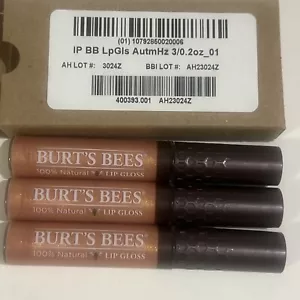 (01) 10792850020006
IP BB LpGls AutmHz 3/0.2oz_01
AH LOT #: 3024Z BBI LOT #: AH23024Z
400393.001 AH23024Z
BURT'S BEES
100% Natural LIP GLOSS
BURT'S BEES
100% Natural LIP GLOSS
BURT'S BEES
100% Natural LIP GLOSS